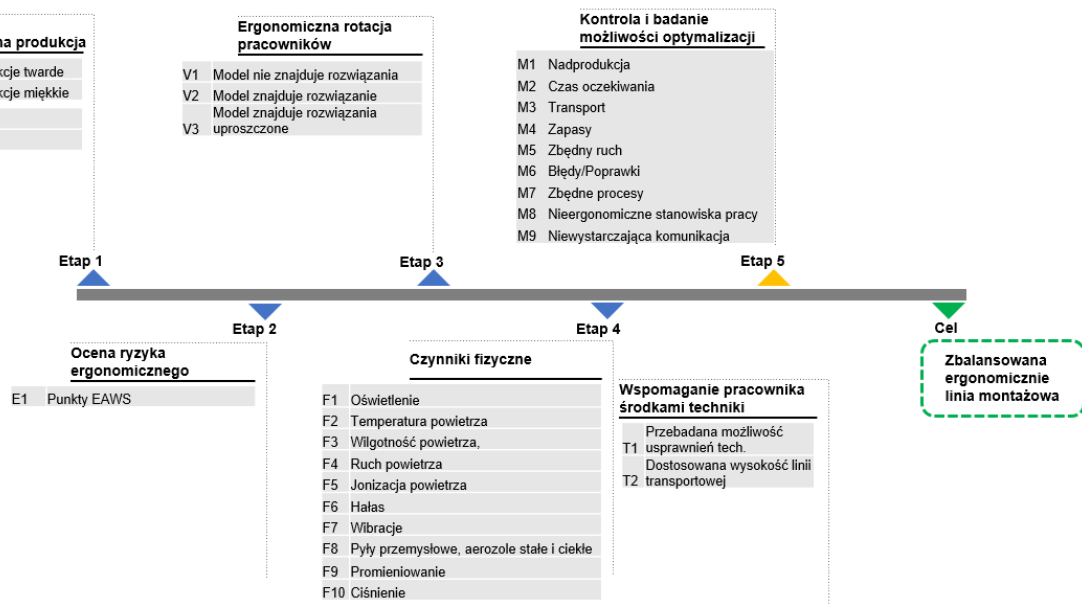 na produkcja
kcje twarde
kcje miękkie
Ergonomiczna rotacja
pracowników
V1 Model nie znajduje rozwiązania
V2 Model znajduje rozwiązanie
Model znajduje rozwiązania
V3 uproszczone
Kontrola i badanie
możliwości optymalizacji
M1 Nadprodukcja
M2 Czas oczekiwania
M3 Transport
M4 Zapasy
M5 Zbędny ruch
M6 Błędy/Poprawki
M7 Zbędne procesy
M8 Nieergonomiczne stanowiska pracy
M9 Niewystarczająca komunikacja
Etap 1
Etap 3
Etap 5
Etap 2
Etap 4
Cel
Ocena ryzyka
ergonomicznego
E1 Punkty EAWS
Czynniki fizyczne
F1 Oświetlenie
F2 Temperatura powietrza
F3 Wilgotność powietrza,
F4 Ruch powietrza
F5 Jonizacja powietrza
F6 Hałas
F7 Wibracje
F8 Pyły przemysłowe, aerozole stałe i ciekłe
F9 Promieniowanie
F10 Ciśnienie
Wspomaganie pracownika
środkami techniki
Przebadana możliwość
T1 usprawnień tech.
Dostosowana wysokość linii
T2 transportowej
Zbalansowana
ergonomicznie
linia montażowa